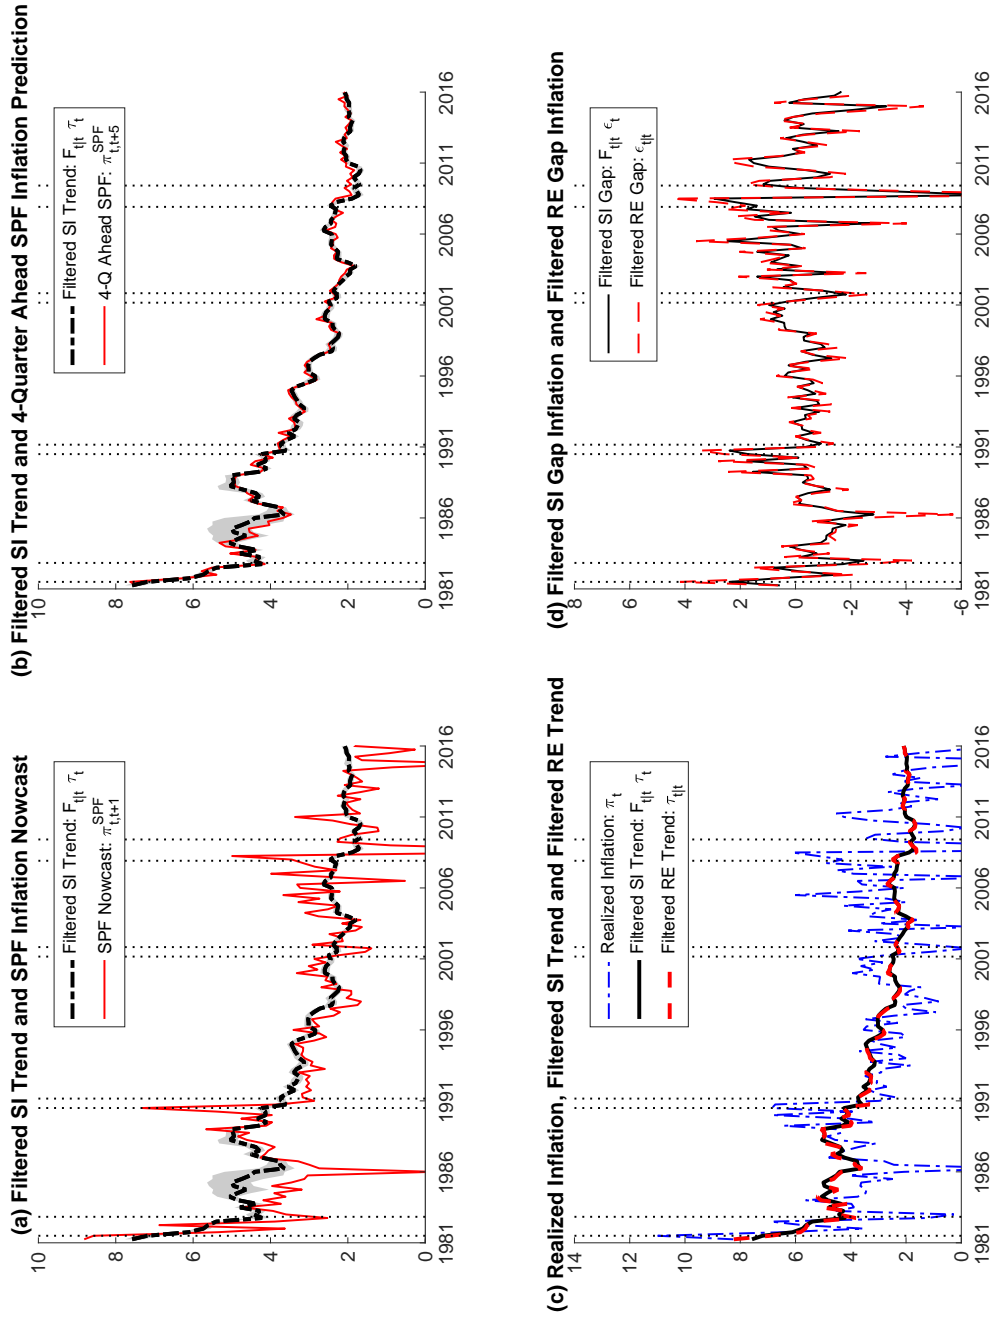 (a) Filtered SI Trend and SPF Inflation Nowcast
Filtered SI Trend: F_{t|t} τ_t
SPF Nowcast: π^{SPF}_{t,t+1}
10
8
6
4
2
0
1981 1986 1991 1996 2001 2006 2011 2016
(b) Filtered SI Trend and 4-Quarter Ahead SPF Inflation Prediction
Filtered SI Trend: F_{t|t} τ_t
4-Q Ahead SPF: π^{SPF}_{t,t+5}
10
8
6
4
2
0
1981 1986 1991 1996 2001 2006 2011 2016
(c) Realized Inflation, Filtereed SI Trend and Filtered RE Trend
Realized Inflation: π_t
Filtered SI Trend: F_{t|t} τ_t
Filtered RE Trend: τ_{t|t}
14
12
10
8
6
4
2
0
1981 1986 1991 1996 2001 2006 2011 2016
(d) Filtered SI Gap Inflation and Filtered RE Gap Inflation
Filtered SI Gap: F_{t|t} ϵ_t
Filtered RE Gap: ϵ_{t|t}
8
6
4
2
0
-2
-4
-6
1981 1986 1991 1996 2001 2006 2011 2016